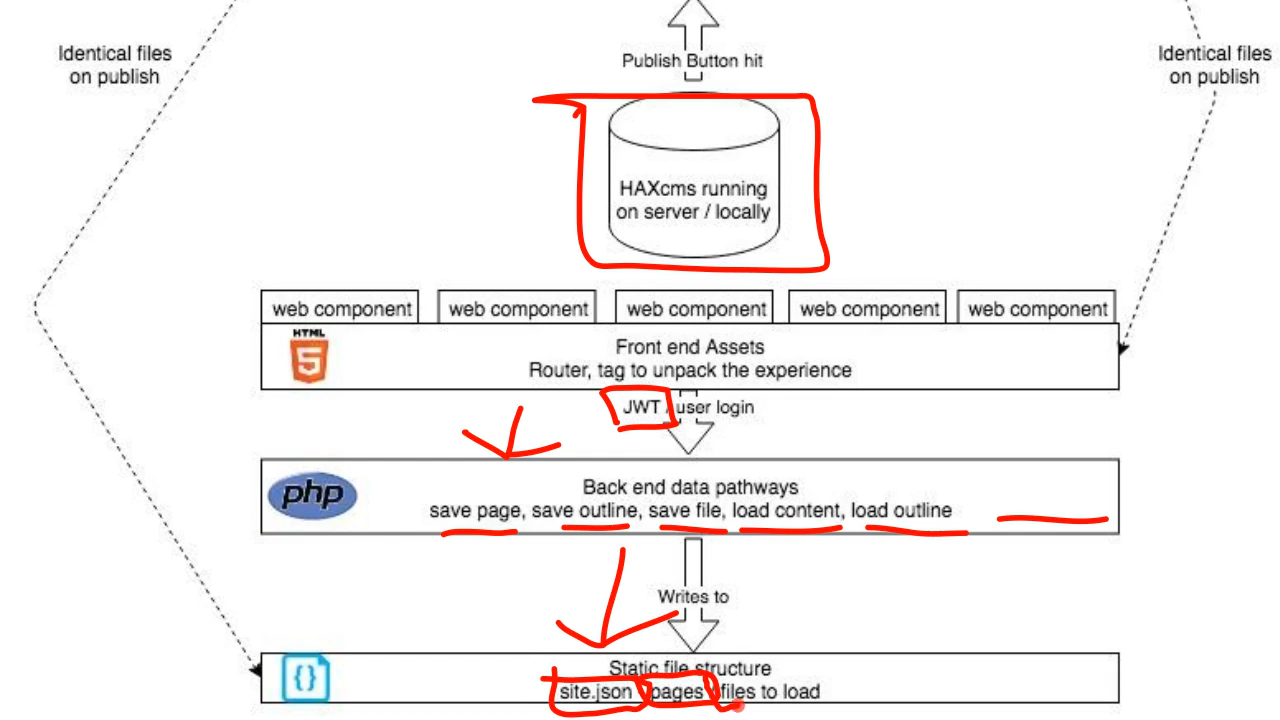 Identical files
on publish
Publish Button hit
Identical files
on publish
HAXcms running
on server / locally
web component
web component
web component
web component
web component
HTML
5
Front end Assets
Router, tag to unpack the experience
JWT / user login
php
Back end data pathways
save page, save outline, save file, load content, load outline
Writes to
{}
Static file structure
site.json pages files to load